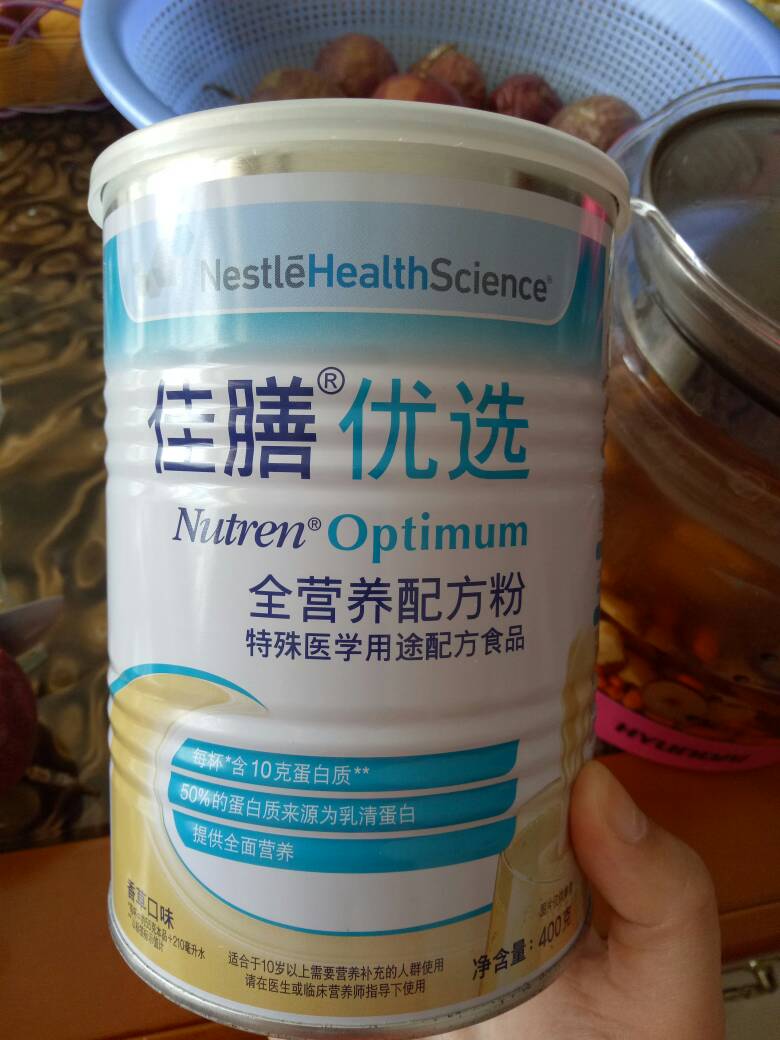 NestléHealthScience®
佳膳®优选
Nutren® Optimum
全营养配方粉
特殊医学用途配方食品
每杯*含10克蛋白质**
50%的蛋白质来源为乳清蛋白
提供全面营养
香草口味
适合于10岁以上需要营养补充的人群使用
请在医生或临床营养师指导下使用
净含量：400克
HYUNDAI